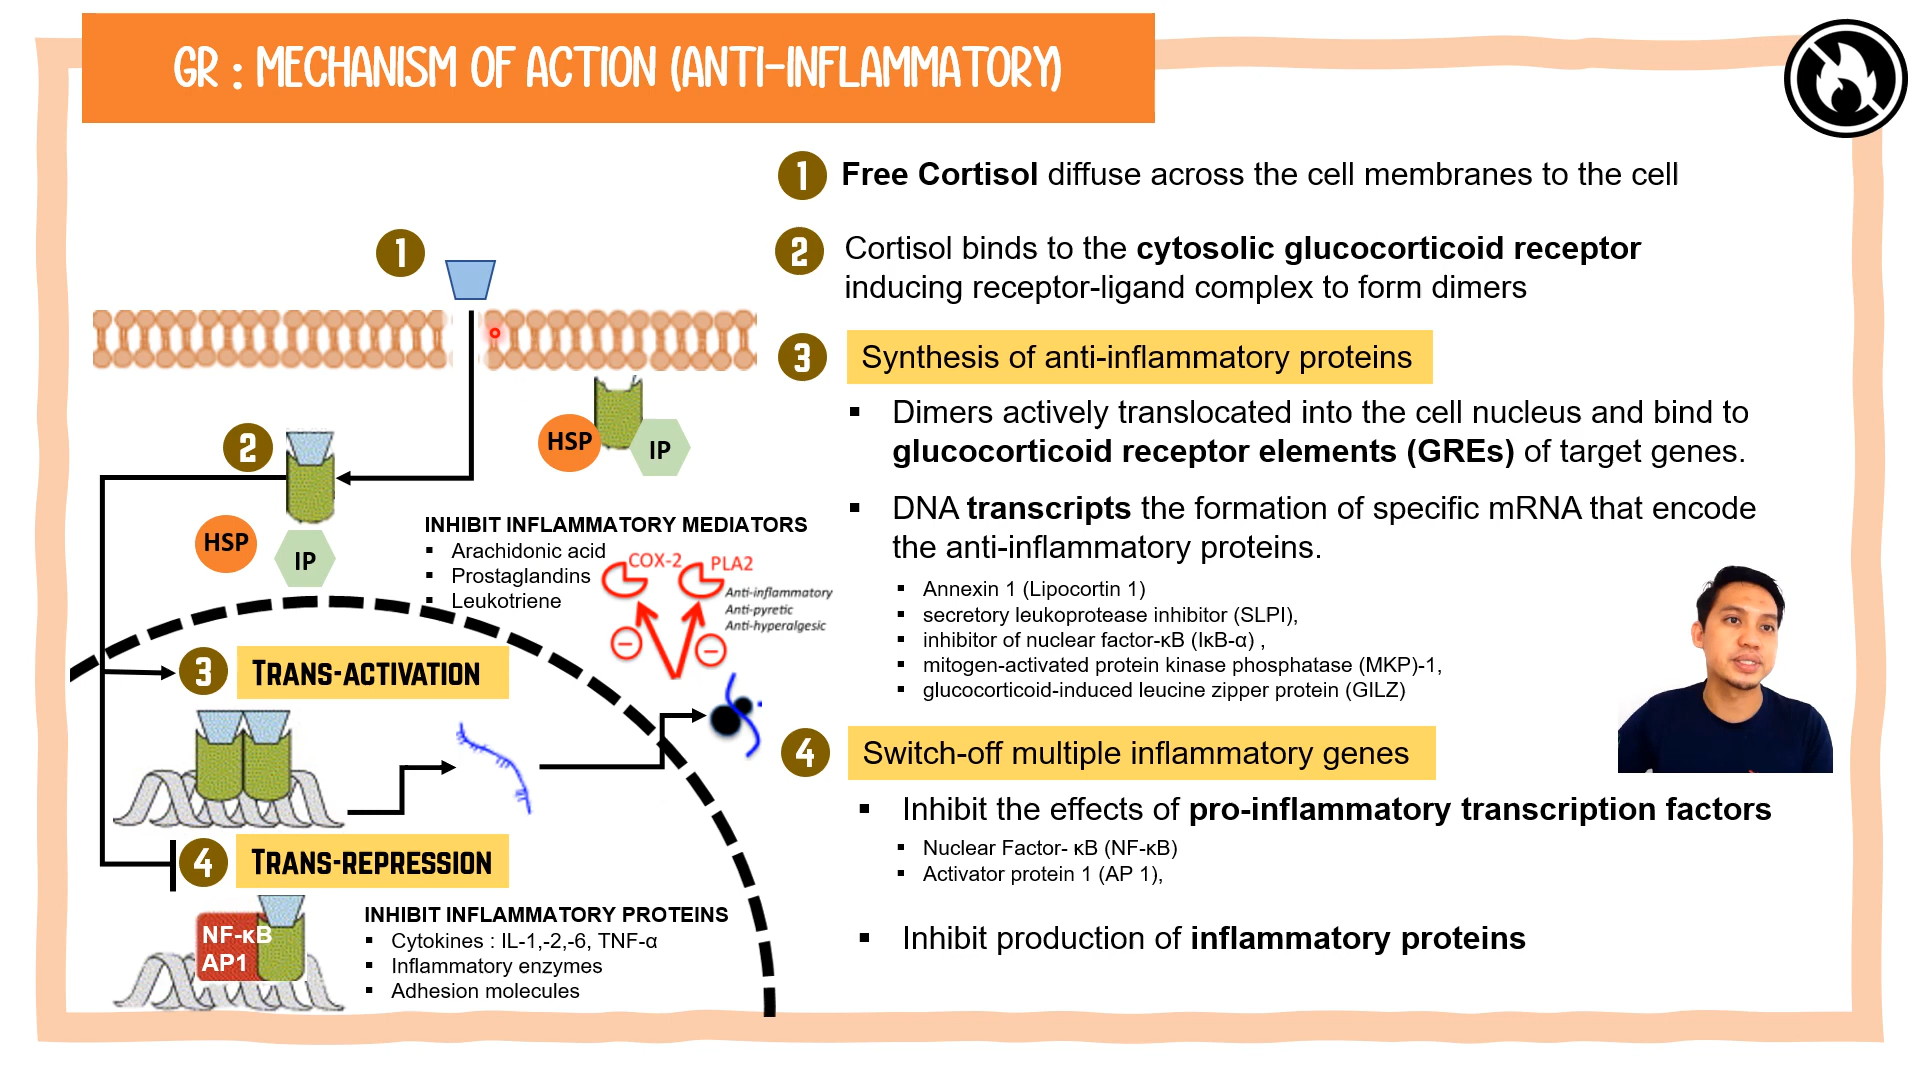 GR : MECHANISM OF ACTION (ANTI-INFLAMMATORY)
1
HSP
IP
2
HSP
IP
INHIBIT INFLAMMATORY MEDIATORS
▪ Arachidonic acid
▪ Prostaglandins
▪ Leukotriene
COX-2
PLA2
Anti-inflammatory
Anti-pyretic
Anti-hyperalgesic
3 TRANS-ACTIVATION
4 TRANS-REPRESSION
NF-κB
AP1
INHIBIT INFLAMMATORY PROTEINS
▪ Cytokines : IL-1,-2,-6, TNF-α
▪ Inflammatory enzymes
▪ Adhesion molecules
1 Free Cortisol diffuse across the cell membranes to the cell
2 Cortisol binds to the cytosolic glucocorticoid receptor
inducing receptor-ligand complex to form dimers
3 Synthesis of anti-inflammatory proteins
▪ Dimers actively translocated into the cell nucleus and bind to
glucocorticoid receptor elements (GREs) of target genes.
▪ DNA transcripts the formation of specific mRNA that encode
the anti-inflammatory proteins.
▪ Annexin 1 (Lipocortin 1)
▪ secretory leukoprotease inhibitor (SLPI),
▪ inhibitor of nuclear factor-κB (IκB-α) ,
▪ mitogen-activated protein kinase phosphatase (MKP)-1,
▪ glucocorticoid-induced leucine zipper protein (GILZ)
4 Switch-off multiple inflammatory genes
▪ Inhibit the effects of pro-inflammatory transcription factors
▪ Nuclear Factor- κB (NF-κB)
▪ Activator protein 1 (AP 1),
▪ Inhibit production of inflammatory proteins